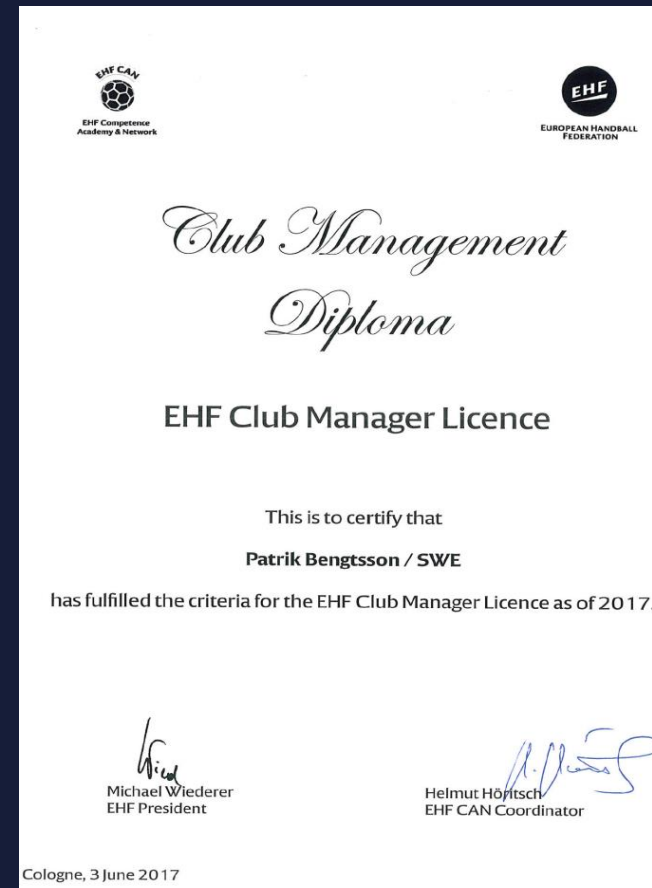 EHF CAN
EHF Competence
Academy & Network
EHF
EUROPEAN HANDBALL
FEDERATION
Club Management
Diploma
EHF Club Manager Licence
This is to certify that
Patrik Bengtsson / SWE
has fulfilled the criteria for the EHF Club Manager Licence as of 2017.
Michael Wiederer
EHF President
Helmut Höritsch
EHF CAN Coordinator
Cologne, 3 June 2017